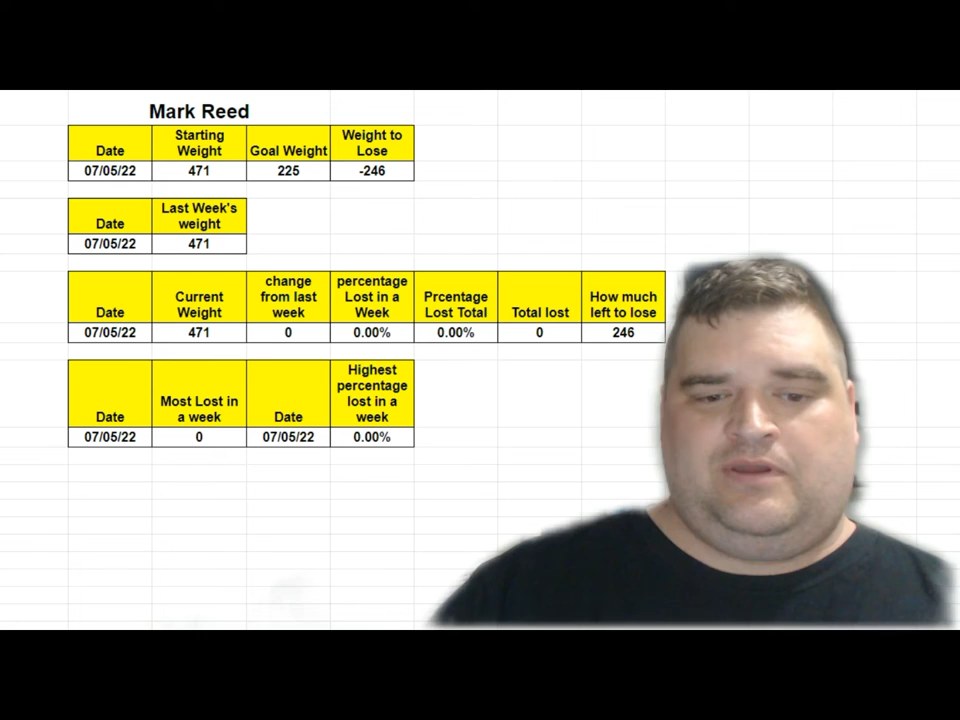 Mark Reed
Date Starting Weight Goal Weight Weight to Lose
07/05/22 471 225 -246
Date Last Week's weight
07/05/22 471
Date Current Weight change from last week percentage Lost in a Week Prcentage Lost Total Total lost How much left to lose
07/05/22 471 0 0.00% 0.00% 0 246
Date Most Lost in a week Date Highest percentage lost in a week
07/05/22 0 07/05/22 0.00%